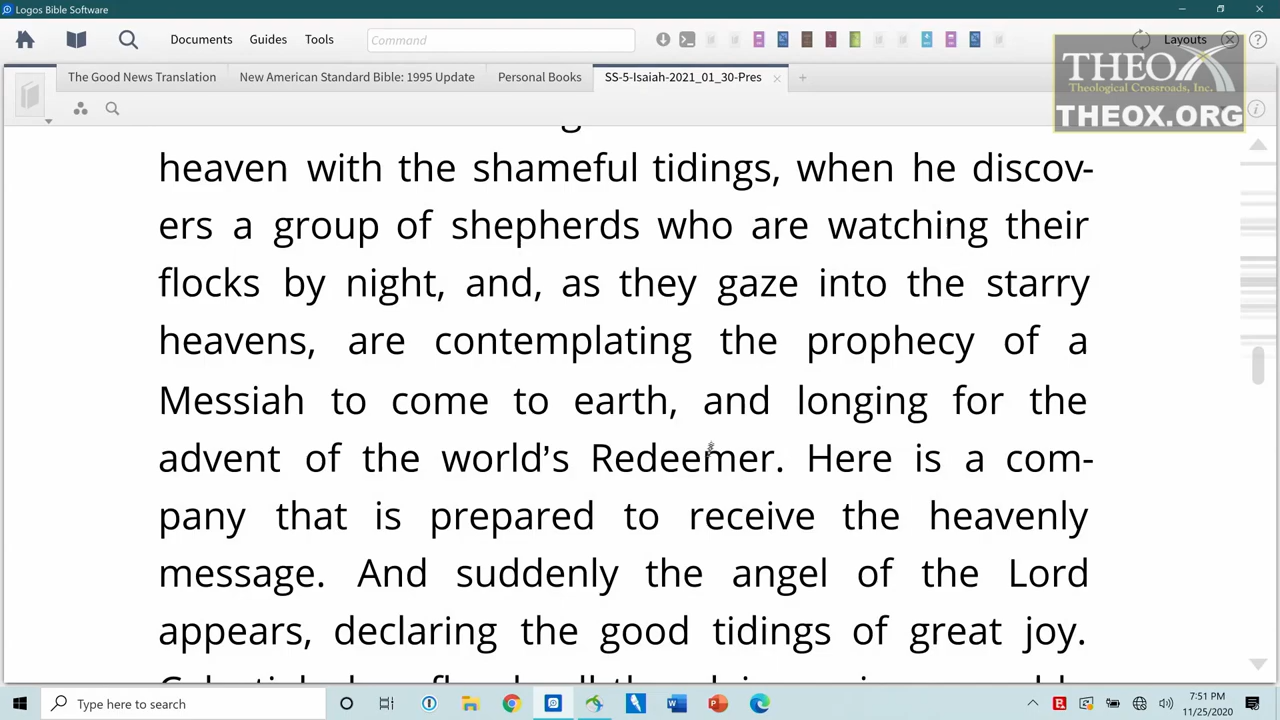 Logos Bible Software
Documents Guides Tools Command Layouts
The Good News Translation New American Standard Bible: 1995 Update Personal Books SS-5-Isaiah-2021_01_30-Pres
THEOX
Theological Crossroads, Inc.
THEOX.ORG
heaven with the shameful tidings, when he discov-
ers a group of shepherds who are watching their
flocks by night, and, as they gaze into the starry
heavens, are contemplating the prophecy of a
Messiah to come to earth, and longing for the
advent of the world's Redeemer. Here is a com-
pany that is prepared to receive the heavenly
message. And suddenly the angel of the Lord
appears, declaring the good tidings of great joy.
Type here to search
7:51 PM
11/25/2020